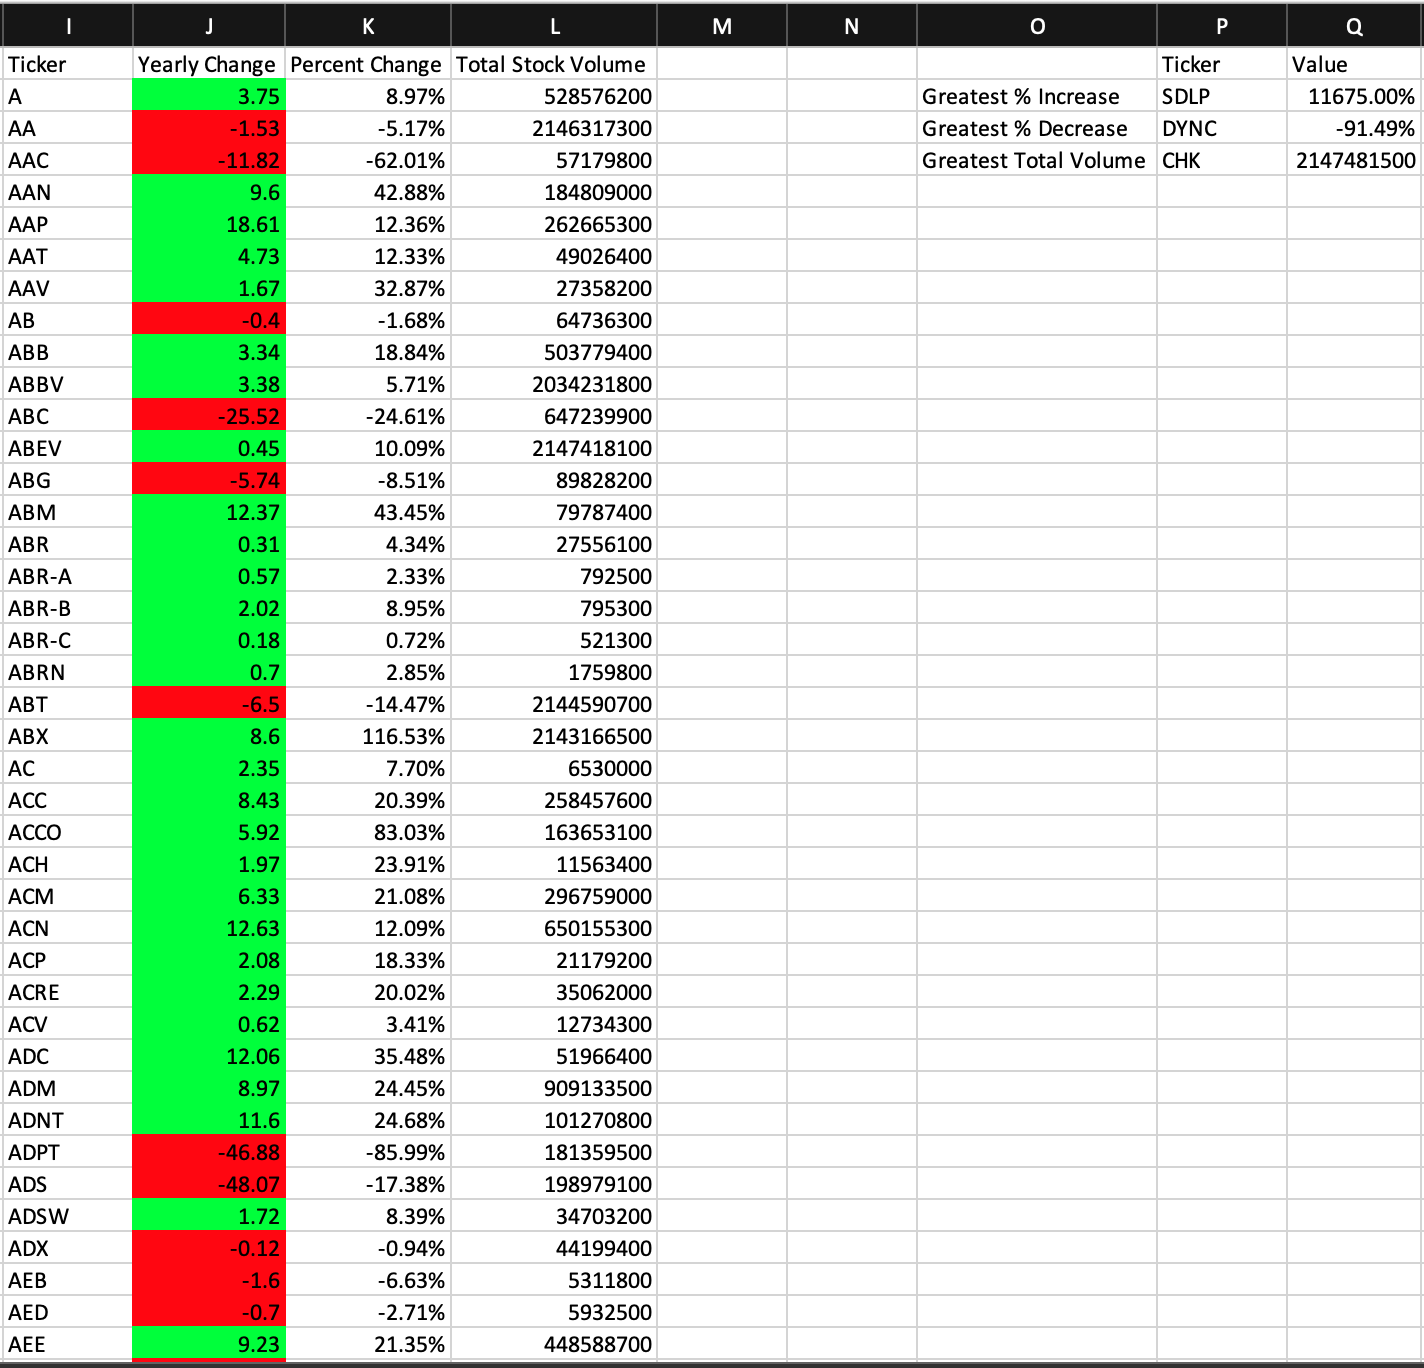 I J K L M N O P Q
Ticker Yearly Change Percent Change Total Stock Volume Ticker Value
A 3.75 8.97% 528576200 Greatest % Increase SDLP 11675.00%
AA -1.53 -5.17% 2146317300 Greatest % Decrease DYNC -91.49%
AAC -11.82 -62.01% 57179800 Greatest Total Volume CHK 2147481500
AAN 9.6 42.88% 184809000
AAP 18.61 12.36% 262665300
AAT 4.73 12.33% 49026400
AAV 1.67 32.87% 27358200
AB -0.4 -1.68% 64736300
ABB 3.34 18.84% 503779400
ABBV 3.38 5.71% 2034231800
ABC -25.52 -24.61% 647239900
ABEV 0.45 10.09% 2147418100
ABG -5.74 -8.51% 89828200
ABM 12.37 43.45% 79787400
ABR 0.31 4.34% 27556100
ABR-A 0.57 2.33% 792500
ABR-B 2.02 8.95% 795300
ABR-C 0.18 0.72% 521300
ABRN 0.7 2.85% 1759800
ABT -6.5 -14.47% 2144590700
ABX 8.6 116.53% 2143166500
AC 2.35 7.70% 6530000
ACC 8.43 20.39% 258457600
ACCO 5.92 83.03% 163653100
ACH 1.97 23.91% 11563400
ACM 6.33 21.08% 296759000
ACN 12.63 12.09% 650155300
ACP 2.08 18.33% 21179200
ACRE 2.29 20.02% 35062000
ACV 0.62 3.41% 12734300
ADC 12.06 35.48% 51966400
ADM 8.97 24.45% 909133500
ADNT 11.6 24.68% 101270800
ADPT -46.88 -85.99% 181359500
ADS -48.07 -17.38% 198979100
ADSW 1.72 8.39% 34703200
ADX -0.12 -0.94% 44199400
AEB -1.6 -6.63% 5311800
AED -0.7 -2.71% 5932500
AEE 9.23 21.35% 448588700